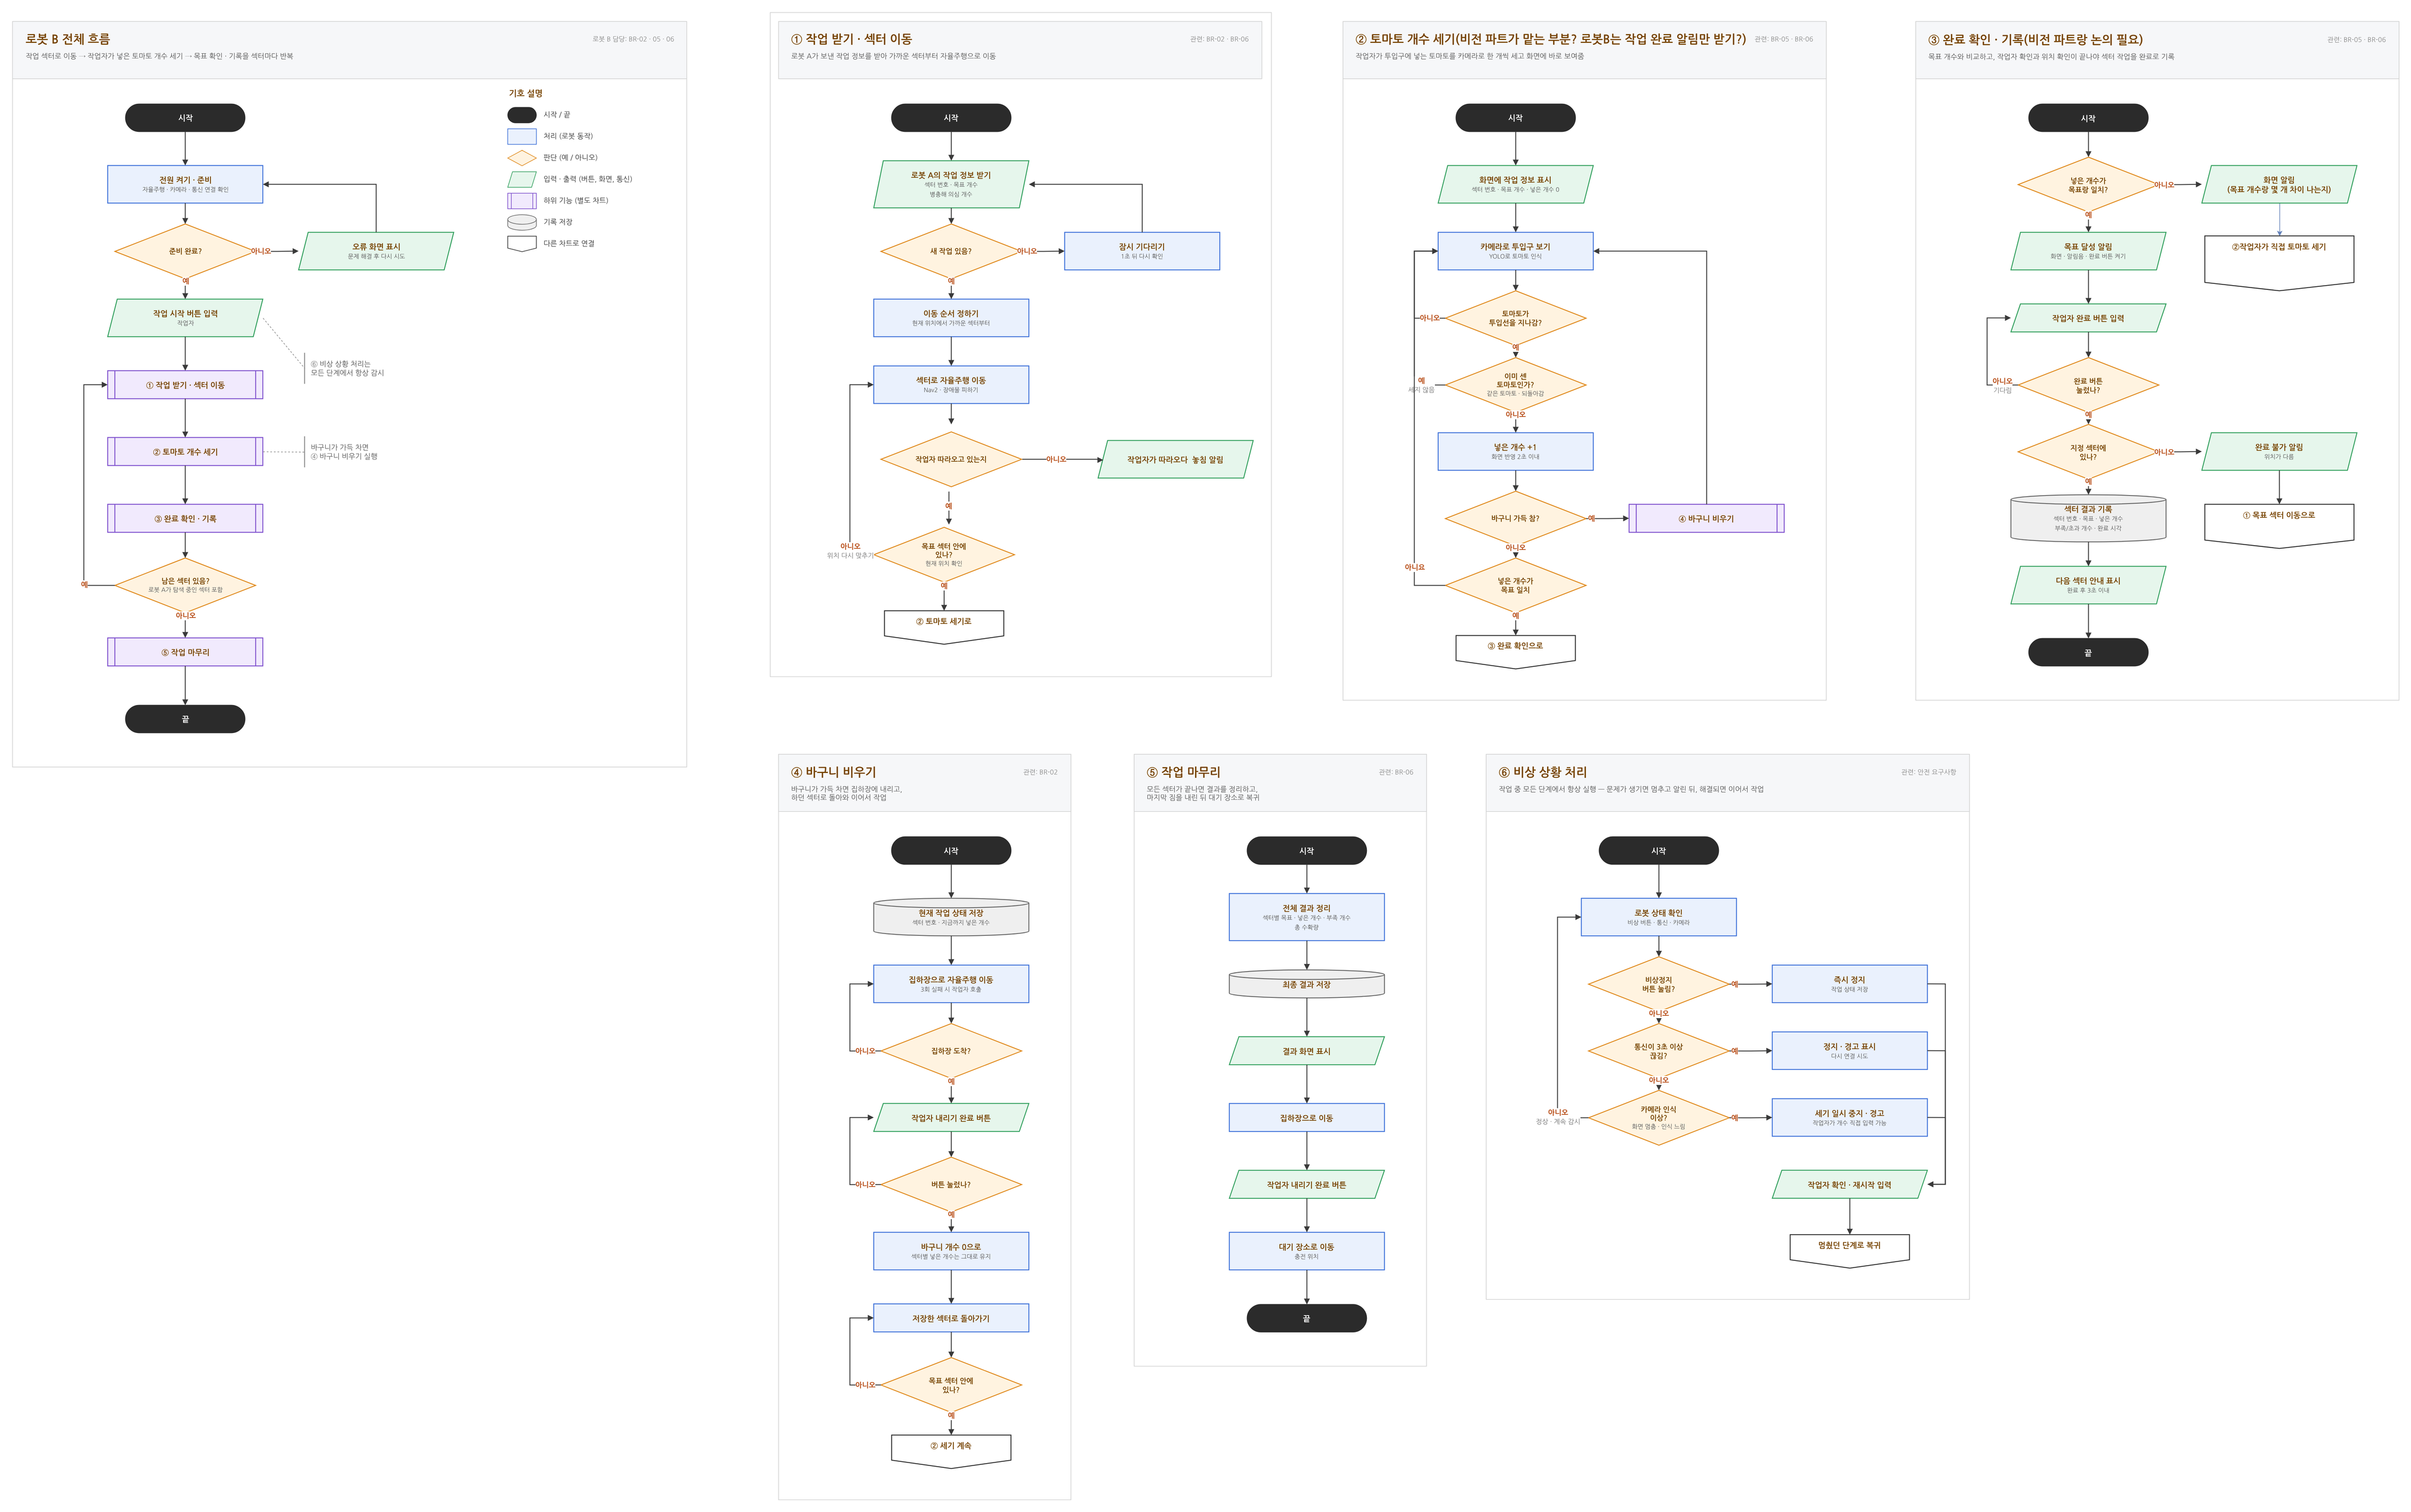 로봇 B 전체 흐름
로봇 B 담당: BR-02 · 05 · 06
작업 섹터로 이동 → 작업자가 넣은 토마토 개수 세기 → 목표 확인 · 기록을 섹터마다 반복
기호 설명
시작 / 끝
처리 (로봇 동작)
판단 (예 / 아니오)
입력 · 출력 (버튼, 화면, 통신)
하위 기능 (별도 차트)
기록 저장
다른 차트로 연결
시작
전원 켜기 · 준비
자율주행 · 카메라 · 통신 연결 확인
준비 완료?
아니오
오류 화면 표시
문제 해결 후 다시 시도
예
작업 시작 버튼 입력
작업자
⑥ 비상 상황 처리는
모든 단계에서 항상 감시
① 작업 받기 · 섹터 이동
② 토마토 개수 세기
바구니가 가득 차면
④ 바구니 비우기 실행
③ 완료 확인 · 기록
남은 섹터 있음?
로봇 A가 탐색 중인 섹터 포함
예
아니오
⑤ 작업 마무리
끝
① 작업 받기 · 섹터 이동
관련: BR-02 · BR-06
로봇 A가 보낸 작업 정보를 받아 가까운 섹터부터 자율주행으로 이동
시작
로봇 A의 작업 정보 받기
섹터 번호 · 목표 개수
병충해 의심 개수
새 작업 있음?
아니오
잠시 기다리기
1초 뒤 다시 확인
예
이동 순서 정하기
현재 위치에서 가까운 섹터부터
섹터로 자율주행 이동
Nav2 · 장애물 피하기
작업자 따라오고 있는지
아니오
작업자가 따라오다 놓침 알림
예
아니오
위치 다시 맞추기
목표 섹터 안에
있나?
현재 위치 확인
예
② 토마토 세기로
② 토마토 개수 세기(비전 파트가 맡는 부분? 로봇B는 작업 완료 알림만 받기?)
관련: BR-05 · BR-06
작업자가 투입구에 넣는 토마토를 카메라로 한 개씩 세고 화면에 바로 보여줌
시작
화면에 작업 정보 표시
섹터 번호 · 목표 개수 · 넣은 개수 0
카메라로 투입구 보기
YOLO로 토마토 인식
토마토가
투입선을 지나감?
아니오
예
이미 센
토마토인가?
같은 토마토 · 되돌아감
예
세지 않음
아니오
넣은 개수 +1
화면 반영 2초 이내
바구니 가득 참?
예
④ 바구니 비우기
아니오
아니요
넣은 개수가
목표 일치
예
③ 완료 확인으로
③ 완료 확인 · 기록(비전 파트랑 논의 필요)
관련: BR-05 · BR-06
목표 개수와 비교하고, 작업자 확인과 위치 확인이 끝나야 섹터 작업을 완료로 기록
시작
넣은 개수가
목표랑 일치?
아니오
화면 알림
(목표 개수랑 몇 개 차이 나는지)
예
목표 달성 알림
화면 · 알림음 · 완료 버튼 켜기
②작업자가 직접 토마토 세기
작업자 완료 버튼 입력
완료 버튼
눌렀나?
아니오
기다림
예
지정 섹터에
있나?
아니오
완료 불가 알림
위치가 다름
예
섹터 결과 기록
섹터 번호 · 목표 · 넣은 개수
부족/초과 개수 · 완료 시각
① 목표 섹터 이동으로
다음 섹터 안내 표시
완료 후 3초 이내
끝
④ 바구니 비우기
관련: BR-02
바구니가 가득 차면 집하장에 내리고,
하던 섹터로 돌아와 이어서 작업
시작
현재 작업 상태 저장
섹터 번호 · 지금까지 넣은 개수
집하장으로 자율주행 이동
3회 실패 시 작업자 호출
집하장 도착?
아니오
예
작업자 내리기 완료 버튼
버튼 눌렀나?
아니오
예
바구니 개수 0으로
섹터별 넣은 개수는 그대로 유지
저장한 섹터로 돌아가기
목표 섹터 안에
있나?
아니오
예
② 세기 계속
⑤ 작업 마무리
관련: BR-06
모든 섹터가 끝나면 결과를 정리하고,
마지막 짐을 내린 뒤 대기 장소로 복귀
시작
전체 결과 정리
섹터별 목표 · 넣은 개수 · 부족 개수
총 수확량
최종 결과 저장
결과 화면 표시
집하장으로 이동
작업자 내리기 완료 버튼
대기 장소로 이동
충전 위치
끝
⑥ 비상 상황 처리
관련: 안전 요구사항
작업 중 모든 단계에서 항상 실행 — 문제가 생기면 멈추고 알린 뒤, 해결되면 이어서 작업
시작
로봇 상태 확인
비상 버튼 · 통신 · 카메라
비상정지
버튼 눌림?
예
즉시 정지
작업 상태 저장
아니오
통신이 3초 이상
끊김?
예
정지 · 경고 표시
다시 연결 시도
아니오
카메라 인식
이상?
화면 멈춤 · 인식 느림
예
세기 일시 중지 · 경고
작업자가 개수 직접 입력 가능
아니오
정상 · 계속 감시
작업자 확인 · 재시작 입력
멈췄던 단계로 복귀